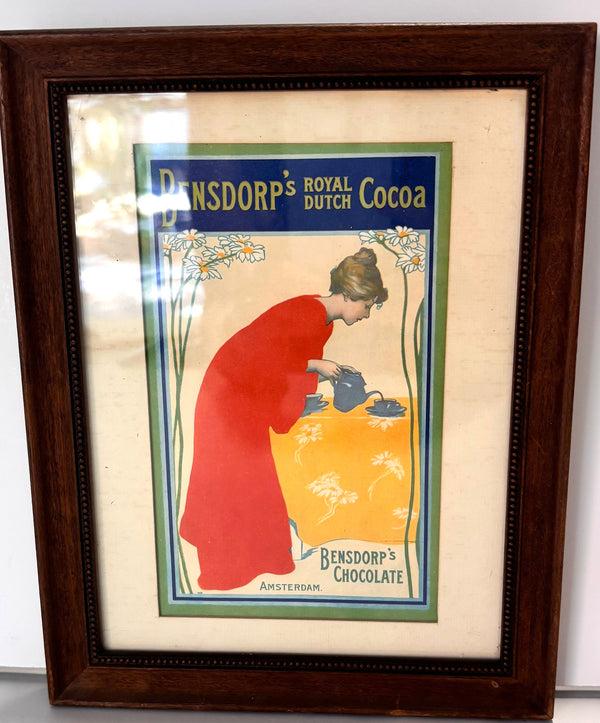 BENSDORP'S ROYAL DUTCH COCOA
BENSDORP'S
CHOCOLATE
AMSTERDAM.